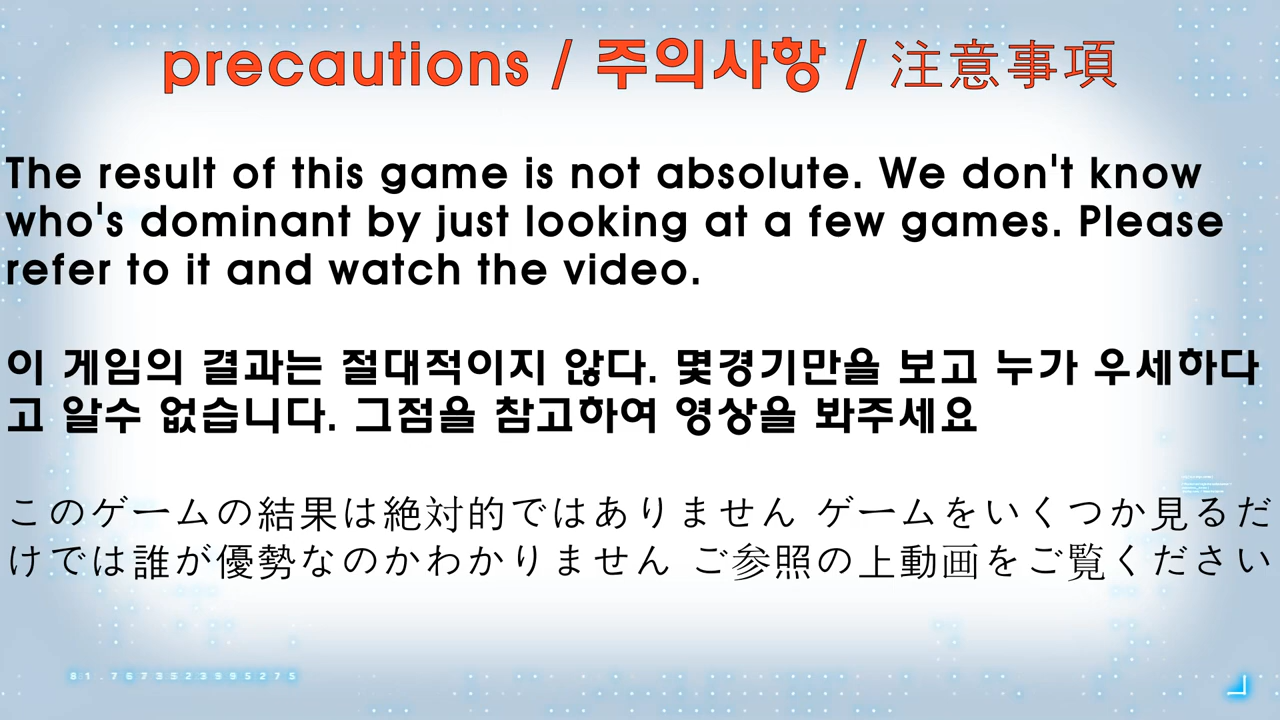 precautions / 주의사항 / 注意事項
The result of this game is not absolute. We don't know
who's dominant by just looking at a few games. Please
refer to it and watch the video.
이 게임의 결과는 절대적이지 않다. 몇경기만을 보고 누가 우세하다
고 알수 없습니다. 그점을 참고하여 영상을 봐주세요
このゲームの結果は絶対的ではありません ゲームをいくつか見るだ
けでは誰が優勢なのかわかりません ご参照の上動画をご覧ください
81.7673523995275